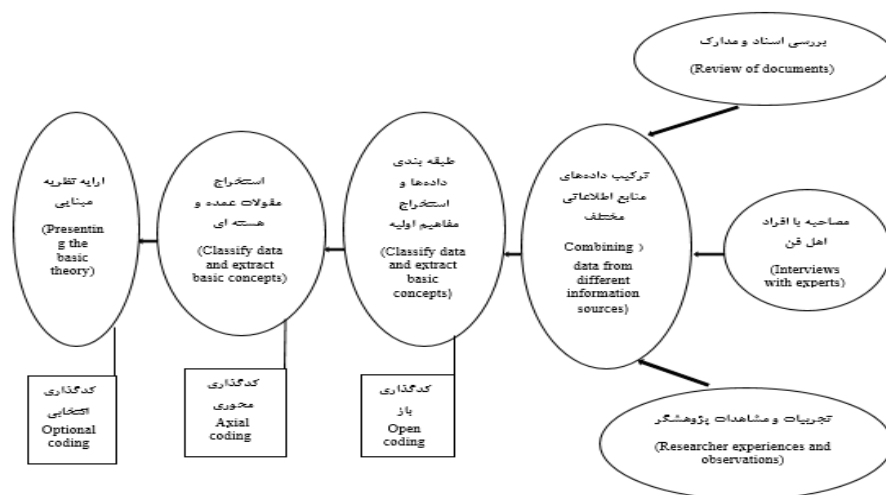 بررسی اسناد و مدارک
(Review of documents)
مصاحبه با افراد
اهل فن
(Interviews
with experts)
تجربیات و مشاهدات پژوهشگر
(Researcher experiences and
observations)
ترکیب داده‌های
منابع اطلاعاتی
مختلف
Combining )
data from
different
information
sources)
طبقه بندی
داده‌ها و
استخراج
مفاهیم اولیه
(Classify data
and extract basic
concepts)
کدگذاری
باز
Open
coding
استخراج
مقولات عمده و
هسته ای
(Classify data
and extract
basic concepts)
کدگذاری
محوری
Axial
coding
ارایه نظریه
مبنایی
(Presentin
g the
basic
theory)
کدگذاری
انتخابی
Optional
coding